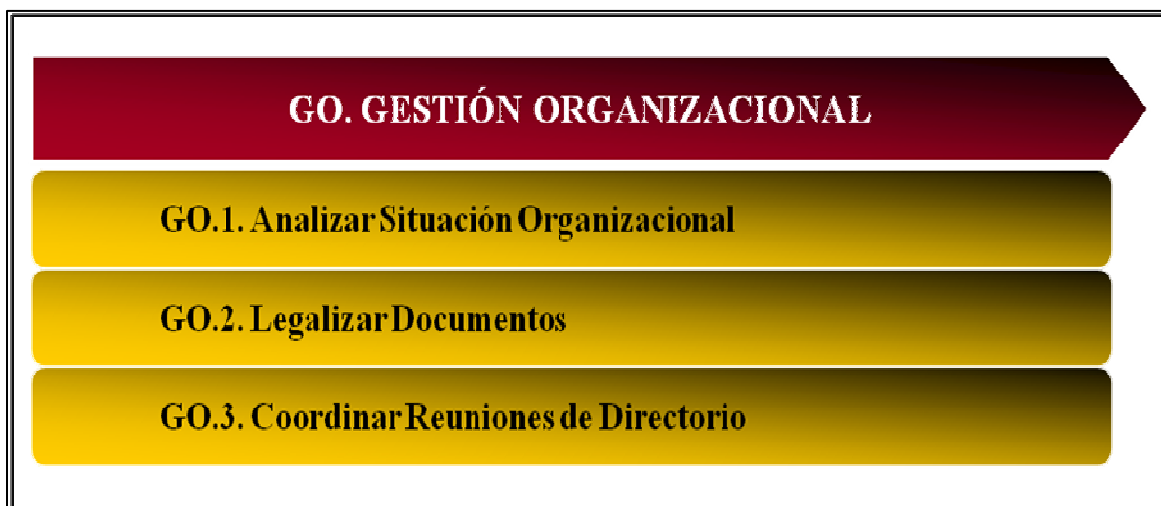 GO. GESTIÓN ORGANIZACIONAL
GO.1. Analizar Situación Organizacional
GO.2. Legalizar Documentos
GO.3. Coordinar Reuniones de Directorio